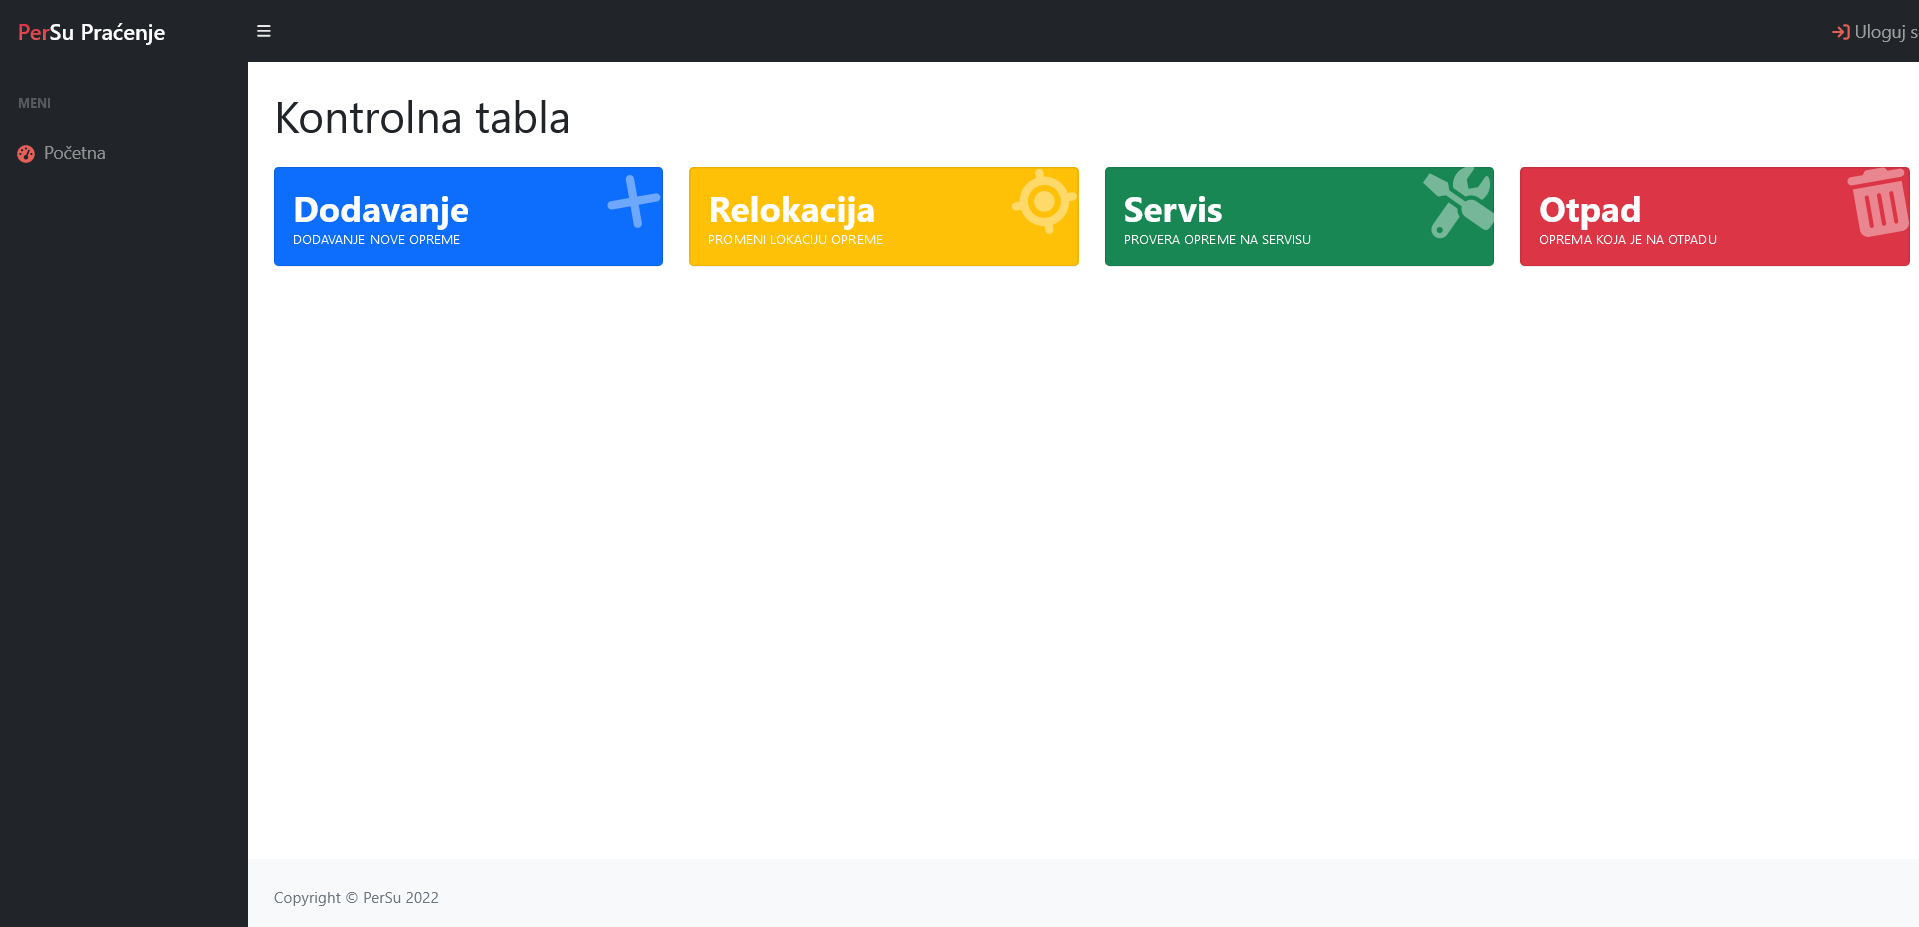 PerSu Praćenje
Uloguj s
MENI
Početna
Kontrolna tabla
Dodavanje
DODAVANJE NOVE OPREME
Relokacija
PROMENI LOKACIJU OPREME
Servis
PROVERA OPREME NA SERVISU
Otpad
OPREMA KOJA JE NA OTPADU
Copyright © PerSu 2022